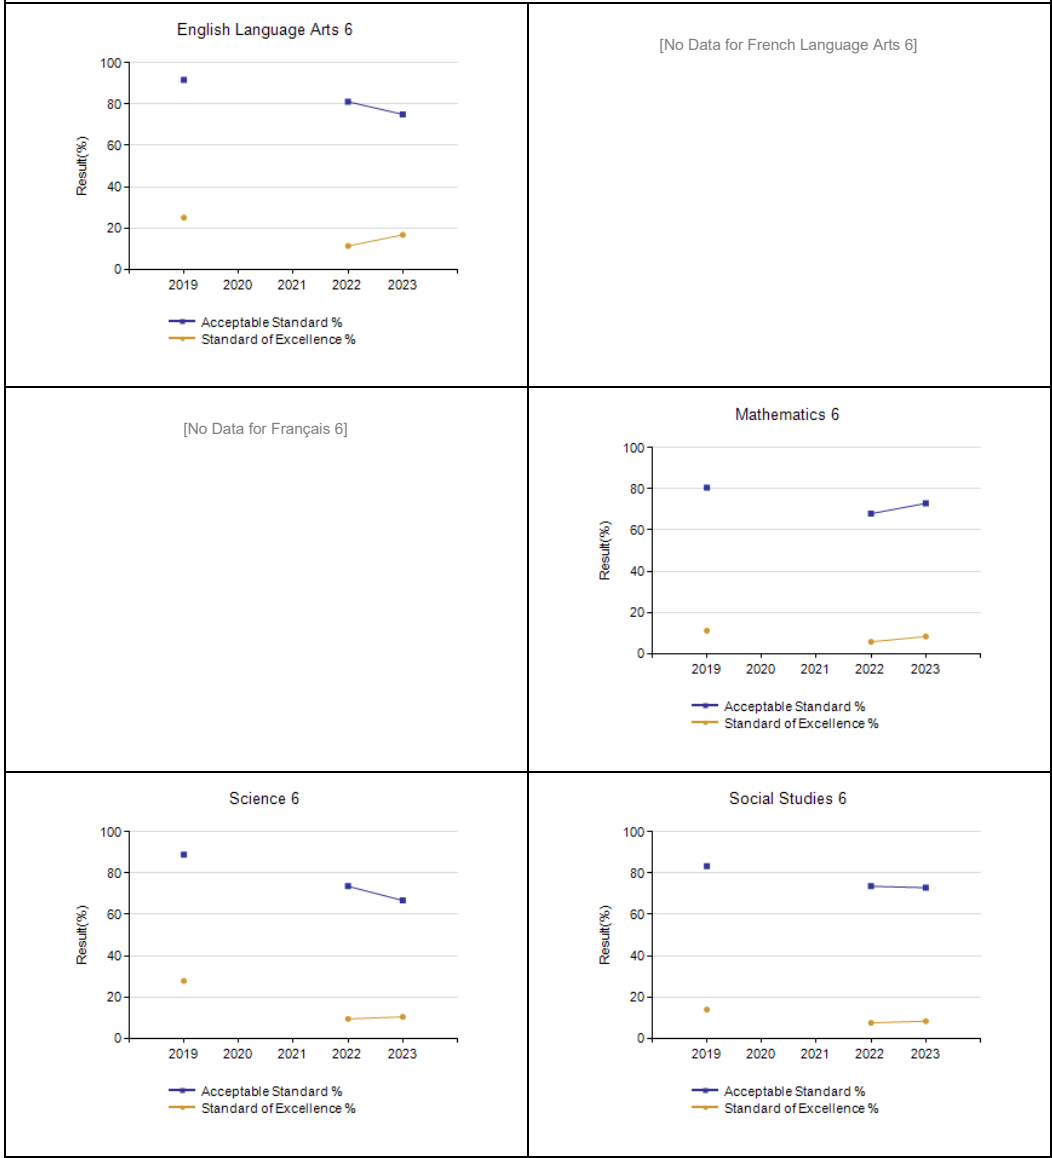 English Language Arts 6
100
80
60
40
20
0
Result(%)
2019 2020 2021 2022 2023
Acceptable Standard %
Standard of Excellence %
[No Data for French Language Arts 6]
[No Data for Français 6]
Mathematics 6
100
80
60
40
20
0
Result(%)
2019 2020 2021 2022 2023
Acceptable Standard %
Standard of Excellence %
Science 6
100
80
60
40
20
0
Result(%)
2019 2020 2021 2022 2023
Acceptable Standard %
Standard of Excellence %
Social Studies 6
100
80
60
40
20
0
Result(%)
2019 2020 2021 2022 2023
Acceptable Standard %
Standard of Excellence %